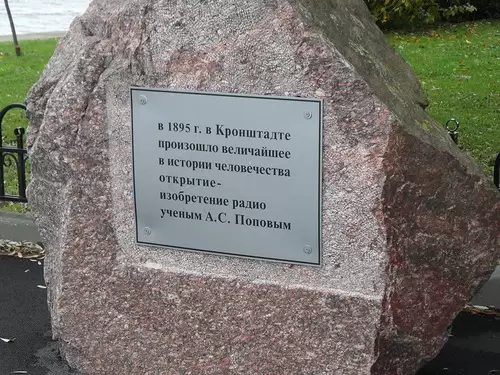 в 1895 г. в Кронштадте
произошло величайшее
в истории человечества
открытие-
изобретение радио
ученым А.С. Поповым